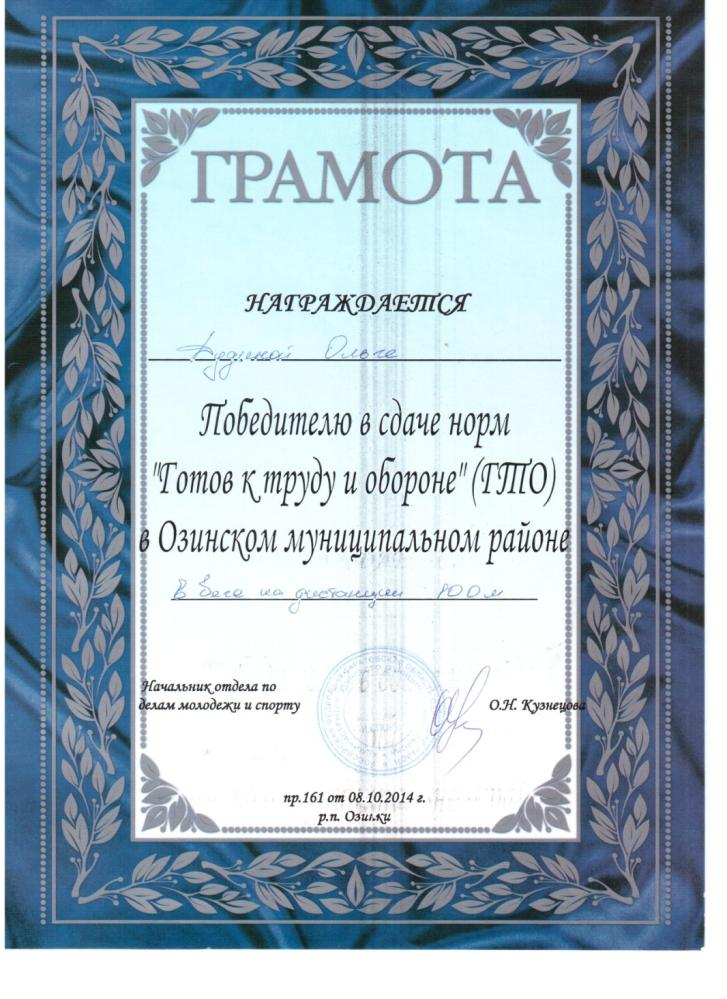 ГРАМОТА
НАГРАЖДАЕТСЯ
Ольге
Победителю в сдаче норм
"Готов к труду и обороне" (ГТО)
в Озинском муниципальном районе
в беге на дистанции 100 м
Начальник отдела по
делам молодежи и спорту
О.Н. Кузнецова
пр.161 от 08.10.2014 г.
р.п. Озинки